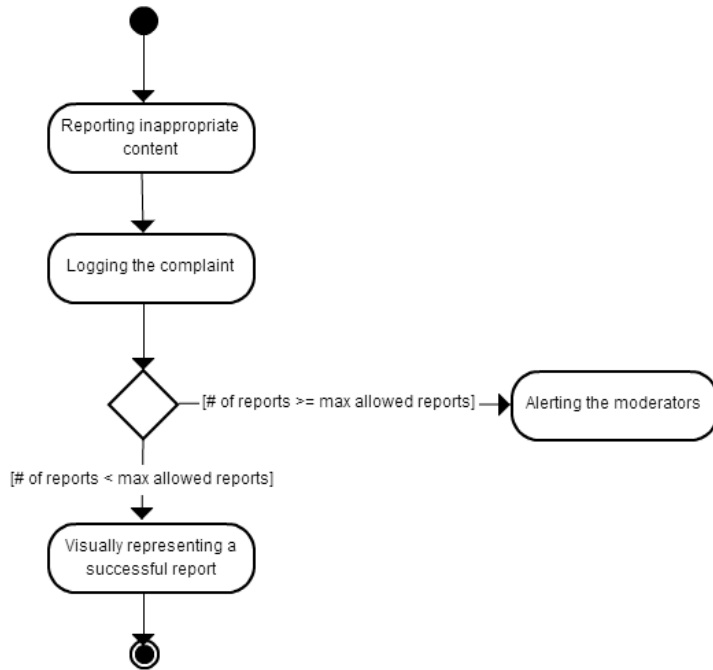 Reporting inappropriate
content
Logging the complaint
[# of reports >= max allowed reports]
Alerting the moderators
[# of reports < max allowed reports]
Visually representing a
successful report